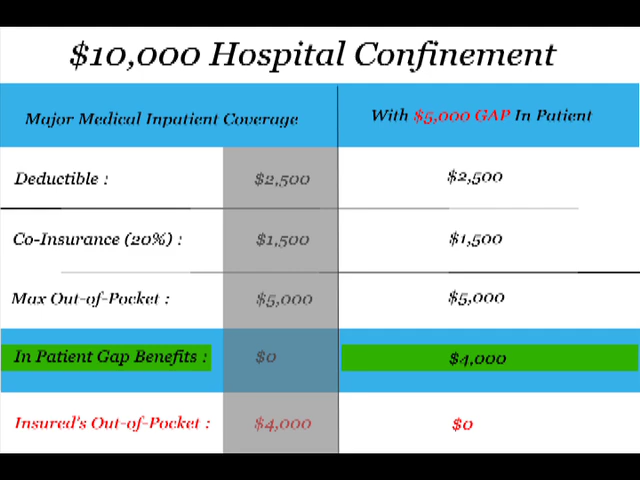 $10,000 Hospital Confinement
Major Medical Inpatient Coverage With $5,000 GAP In Patient
Deductible : $2,500 $2,500
Co-Insurance (20%) : $1,500 $1,500
Max Out-of-Pocket : $5,000 $5,000
In Patient Gap Benefits : $0 $4,000
Insured's Out-of-Pocket : $4,000 $0